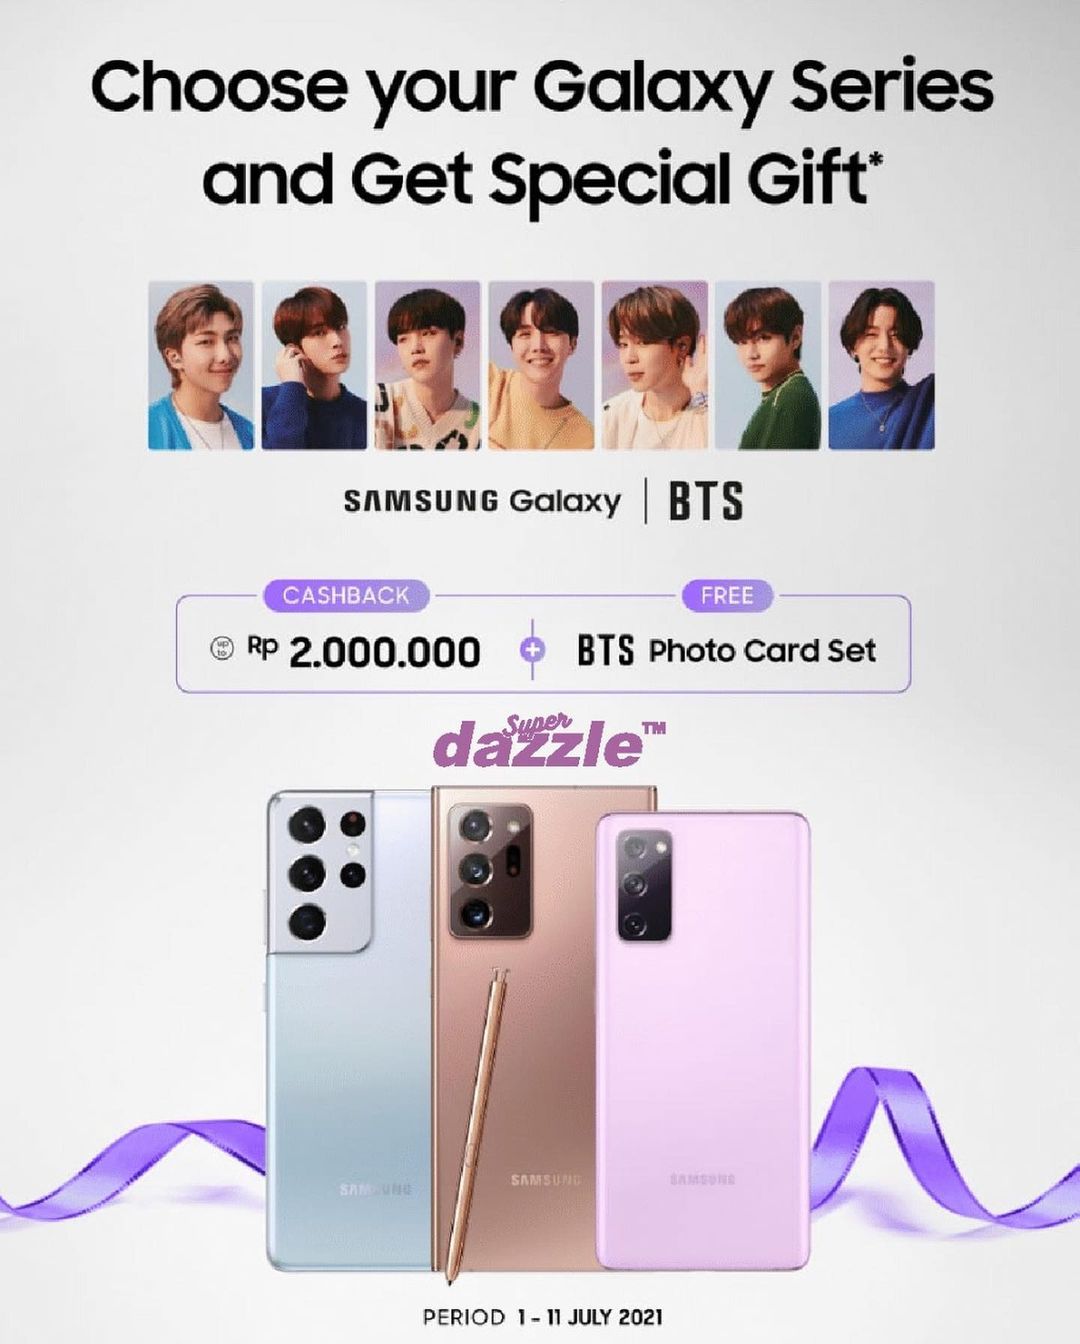 Choose your Galaxy Series
and Get Special Gift*
SAMSUNG Galaxy | BTS
CASHBACK
up to Rp 2.000.000
+
FREE
BTS Photo Card Set
Super
dazzle™
SAMSUNG
SAMSUNG
SAMSUNG
PERIOD 1 - 11 JULY 2021